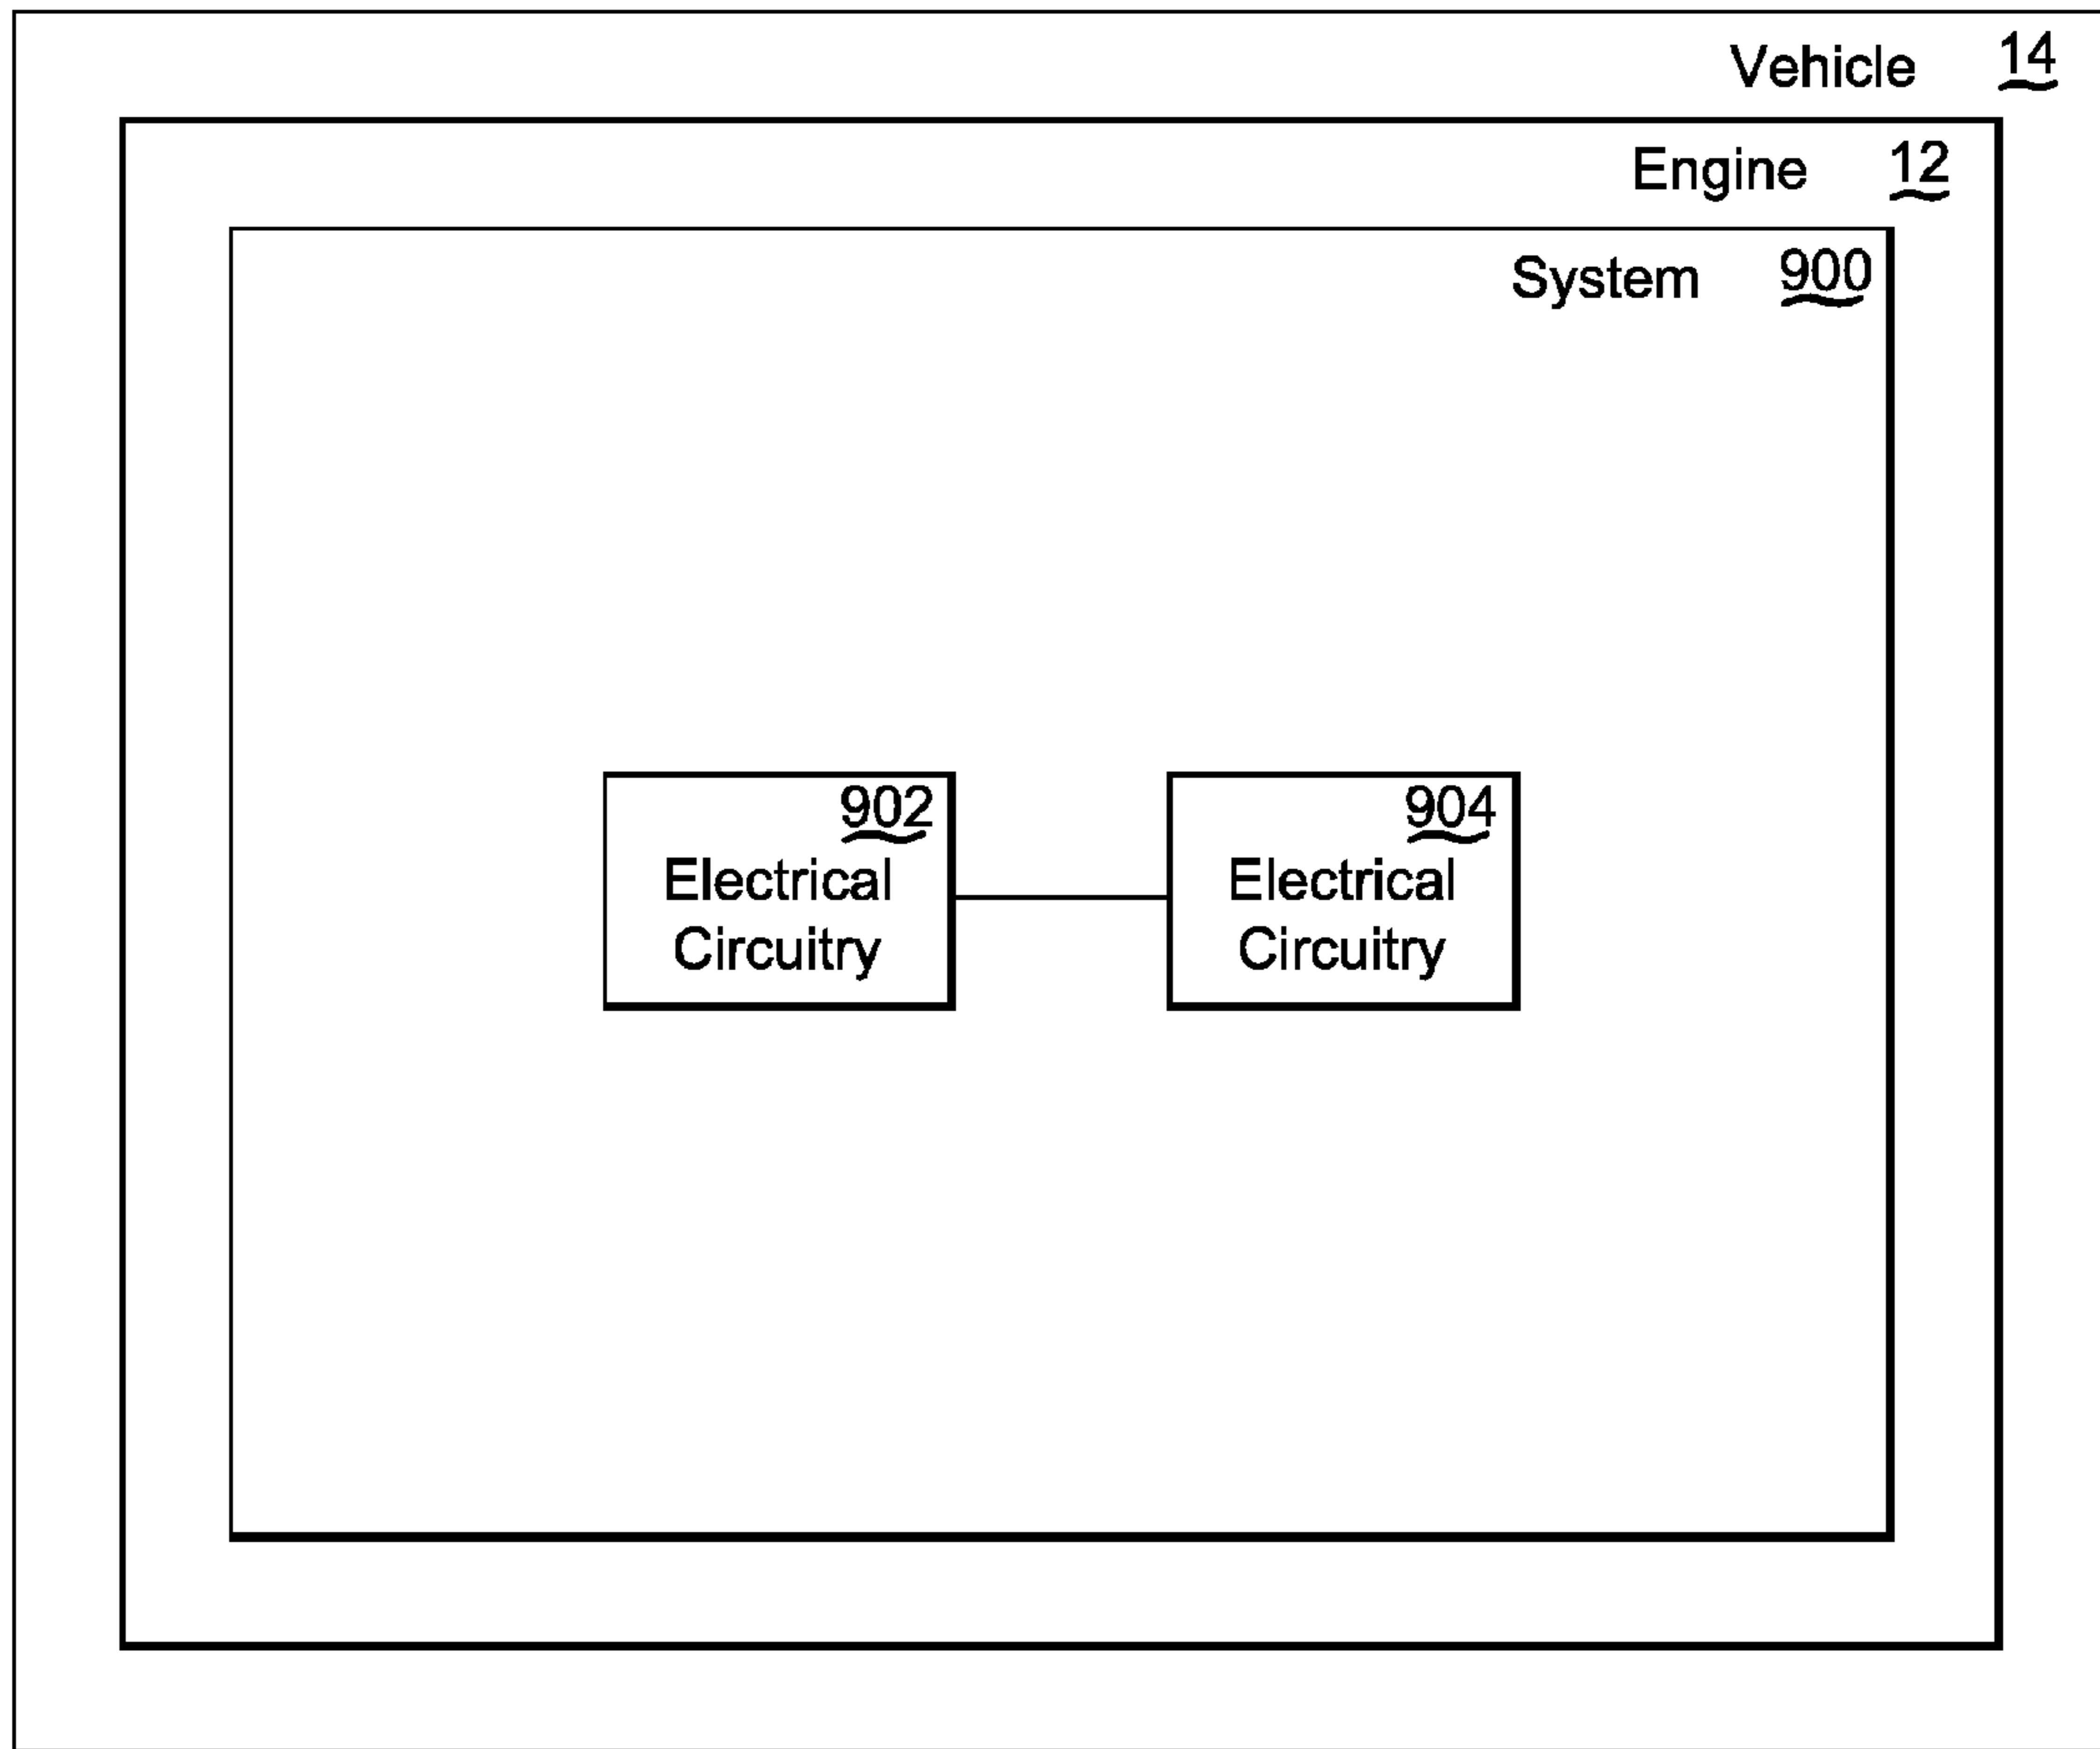 Vehicle 14
Engine 12
System 900
902
Electrical
Circuitry
904
Electrical
Circuitry